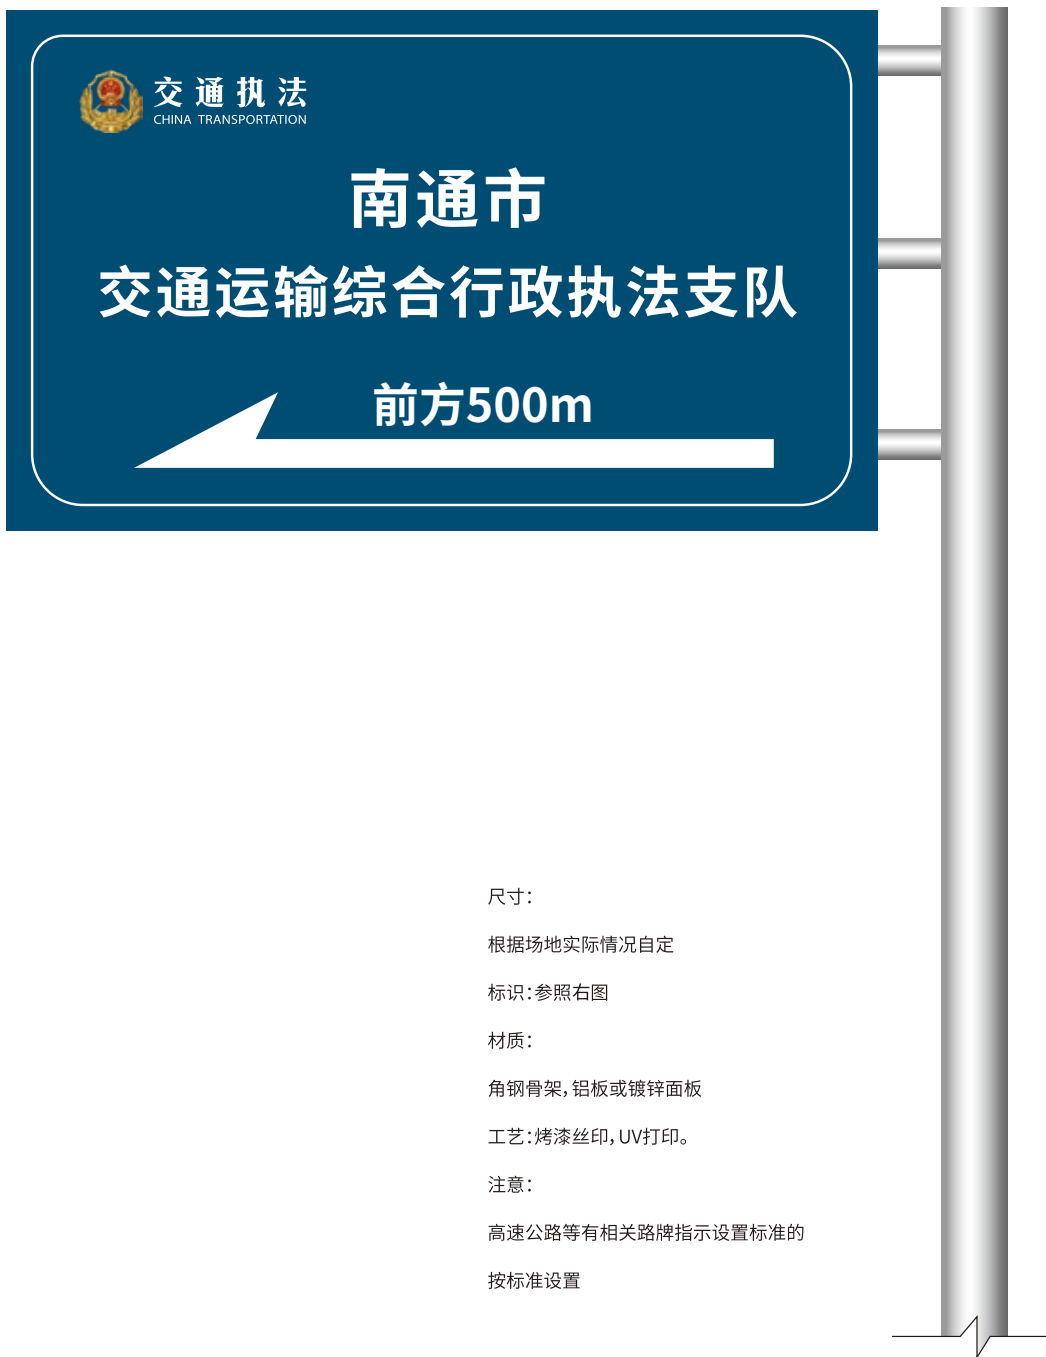 交通执法
CHINA TRANSPORTATION
南通市
交通运输综合行政执法支队
前方500m
尺寸：
根据场地实际情况自定
标识：参照右图
材质：
角钢骨架，铝板或镀锌面板
工艺：烤漆丝印，UV打印。
注意：
高速公路等有相关路牌指示设置标准的
按标准设置